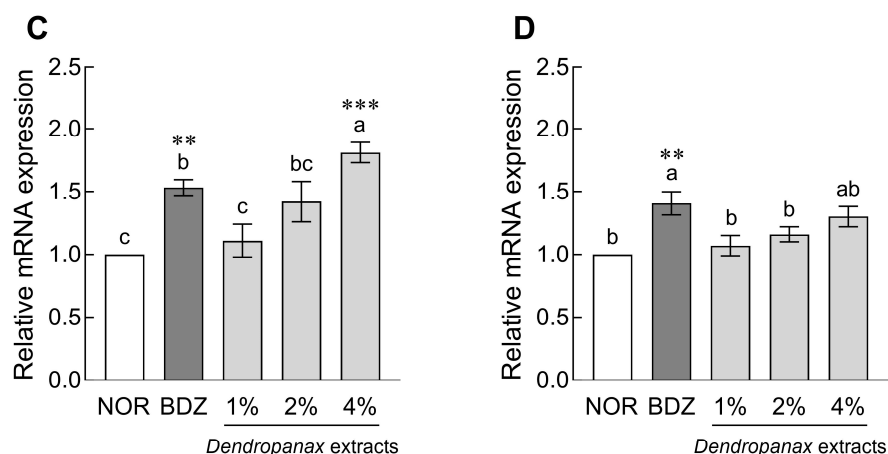 C
Relative mRNA expression
2.5
2.0
1.5
1.0
0.5
0.0
c
**
b
c
bc
***
a
NOR BDZ 1% 2% 4%
Dendropanax extracts
D
Relative mRNA expression
2.5
2.0
1.5
1.0
0.5
0.0
b
**
a
b
b
ab
NOR BDZ 1% 2% 4%
Dendropanax extracts